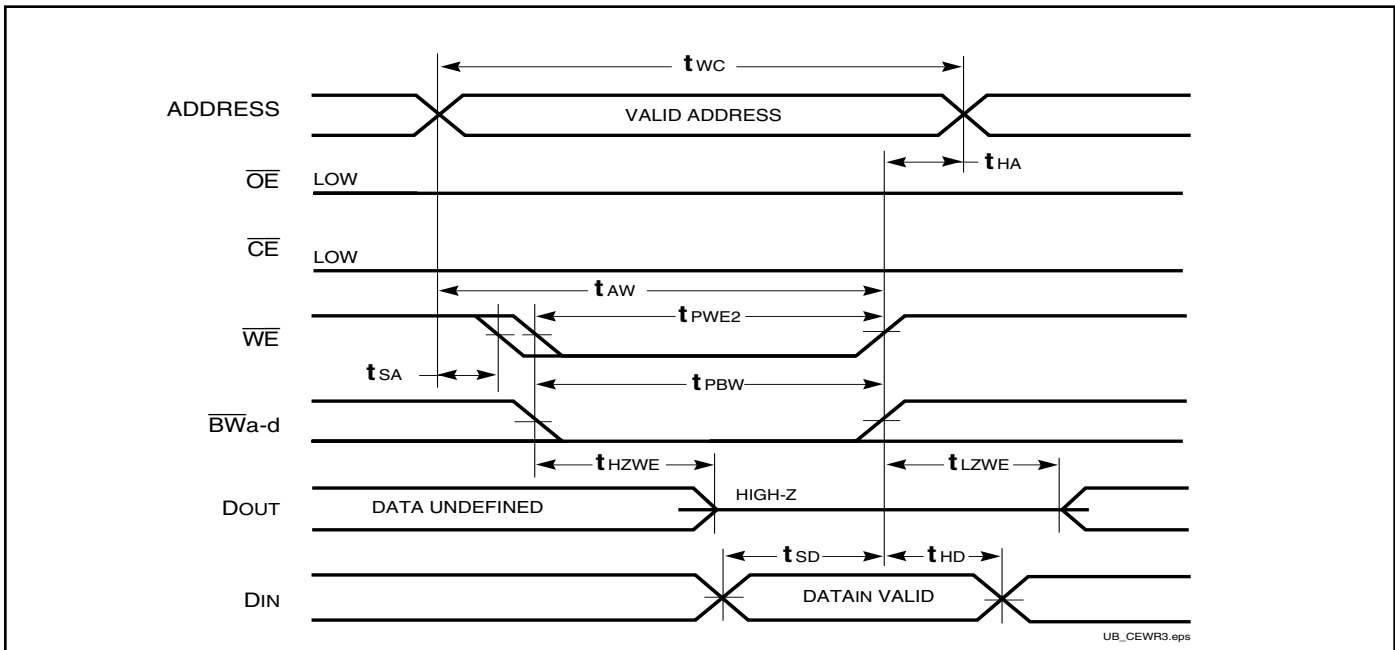 tWC
ADDRESS
VALID ADDRESS
tHA
OE
LOW
CE
LOW
tAW
WE
tPWE2
tSA
tPBW
BWa-d
tHZWE
tLZWE
DOUT
DATA UNDEFINED
HIGH-Z
tSD
tHD
DIN
DATAIN VALID
UB_CEWR3.eps